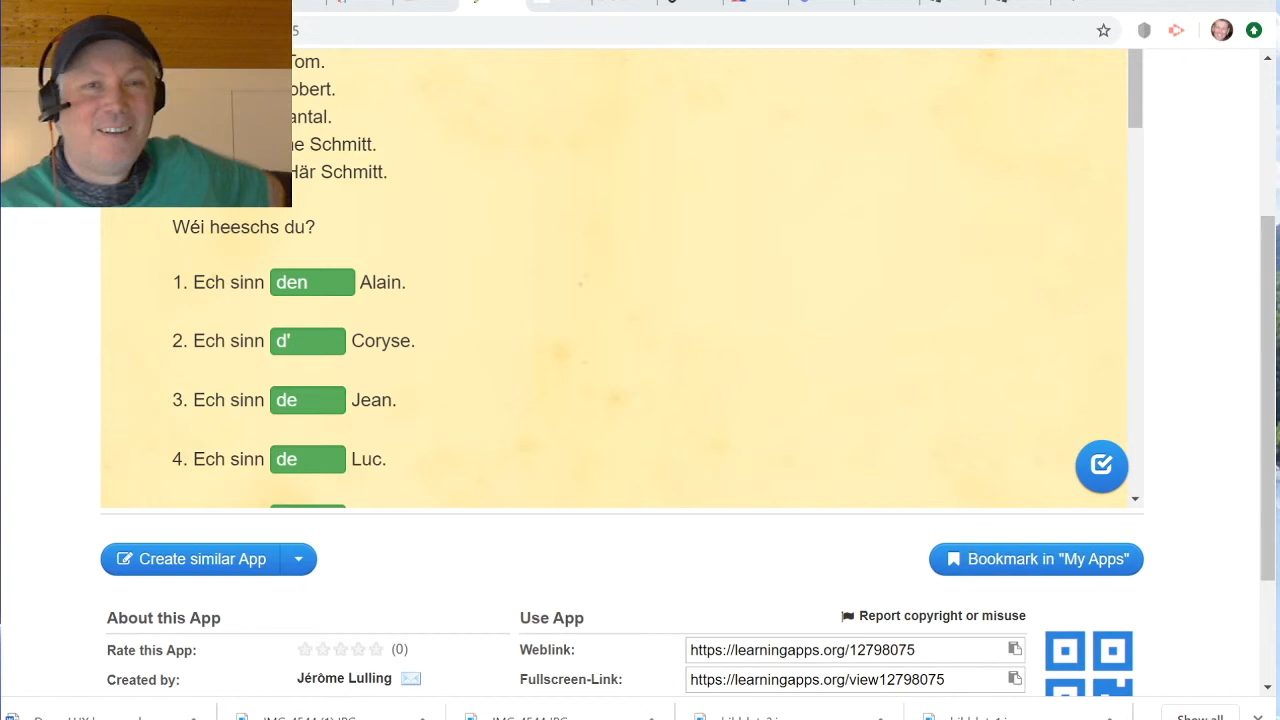 5
Tom.
obert.
antal.
ne Schmitt.
Här Schmitt.
Wéi heeschs du?
1. Ech sinn den Alain.
2. Ech sinn d' Coryse.
3. Ech sinn de Jean.
4. Ech sinn de Luc.
Create similar App
Bookmark in "My Apps"
About this App
Use App
Report copyright or misuse
Rate this App:
(0)
Weblink:
https://learningapps.org/12798075
Created by:
Jérôme Lulling
Fullscreen-Link:
https://learningapps.org/view12798075
Show all